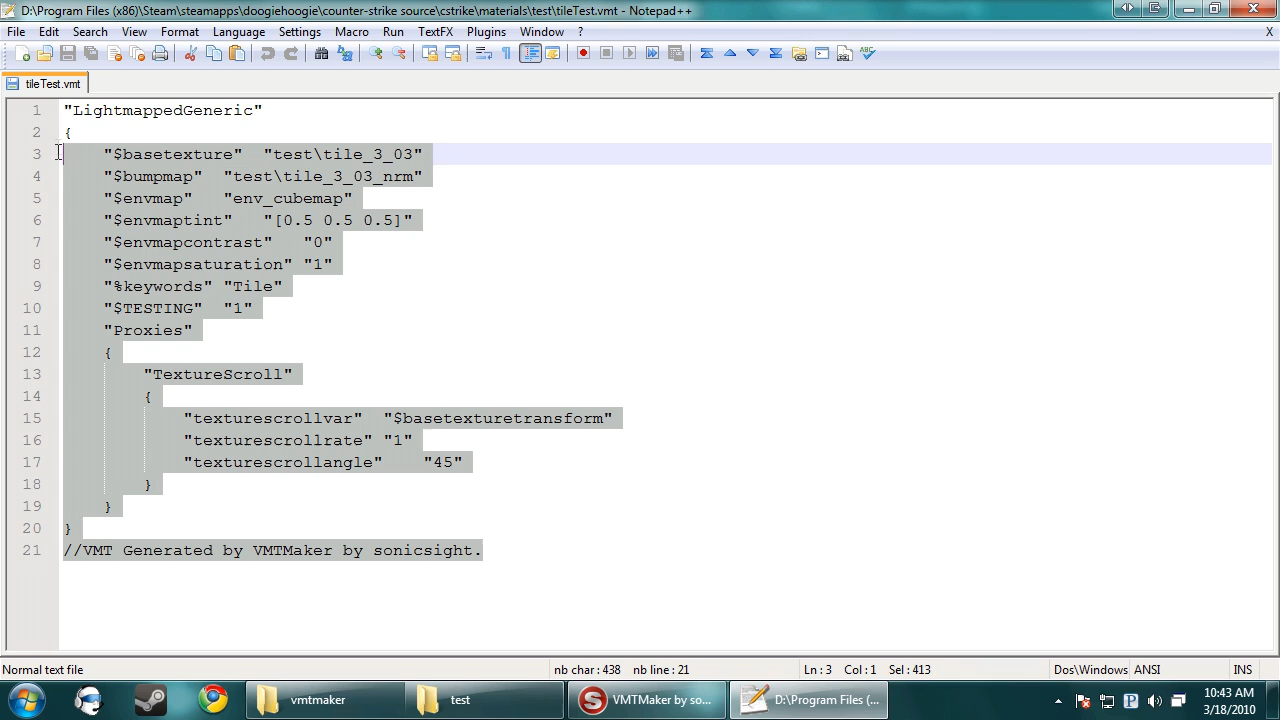 D:\Program Files (x86)\Steam\steamapps\doogiehoogie\counter-strike source\cstrike\materials\test\tileTest.vmt - Notepad++
File Edit Search View Format Language Settings Macro Run TextFX Plugins Window ? X
tileTest.vmt
1 "LightmappedGeneric"
2 {
3 "$basetexture" "test\tile_3_03"
4 "$bumpmap" "test\tile_3_03_nrm"
5 "$envmap" "env_cubemap"
6 "$envmaptint" "[0.5 0.5 0.5]"
7 "$envmapcontrast" "0"
8 "$envmapsaturation" "1"
9 "%keywords" "Tile"
10 "$TESTING" "1"
11 "Proxies"
12 {
13 "TextureScroll"
14 {
15 "texturescrollvar" "$basetexturetransform"
16 "texturescrollrate" "1"
17 "texturescrollangle" "45"
18 }
19 }
20 }
21 //VMT Generated by VMTMaker by sonicsight.
Normal text file nb char : 438 nb line : 21 Ln : 3 Col : 1 Sel : 413 Dos\Windows ANSI INS
vmtmaker test VMTMaker by so... D:\Program Files (... 10:43 AM
3/18/2010